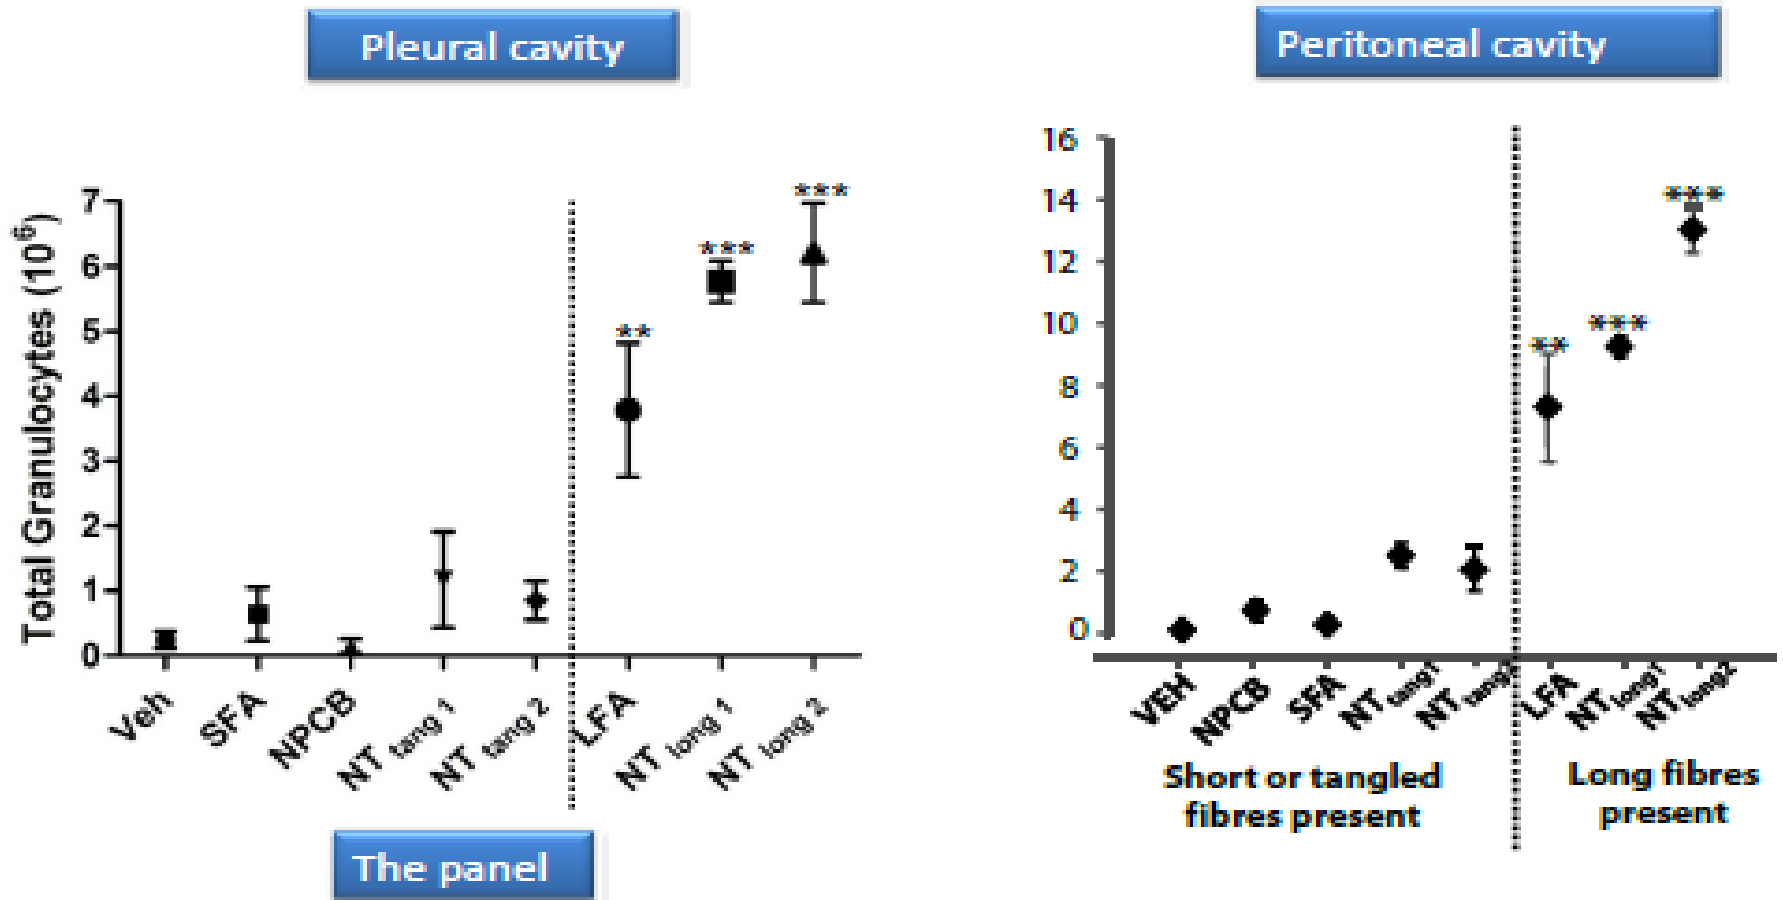 Pleural cavity
Total Granulocytes (10⁶)
7
6
5
4
3
2
1
0
***
***
**
Veh
SFA
NPCB
NT tang 1
NT tang 2
LFA
NT long 1
NT long 2
The panel
Peritoneal cavity
16
14
12
10
8
6
4
2
0
***
***
**
VEH
NPCB
SFA
NT tang1
NT tang2
LFA
NT long1
NT long2
Short or tangled
fibres present
Long fibres
present